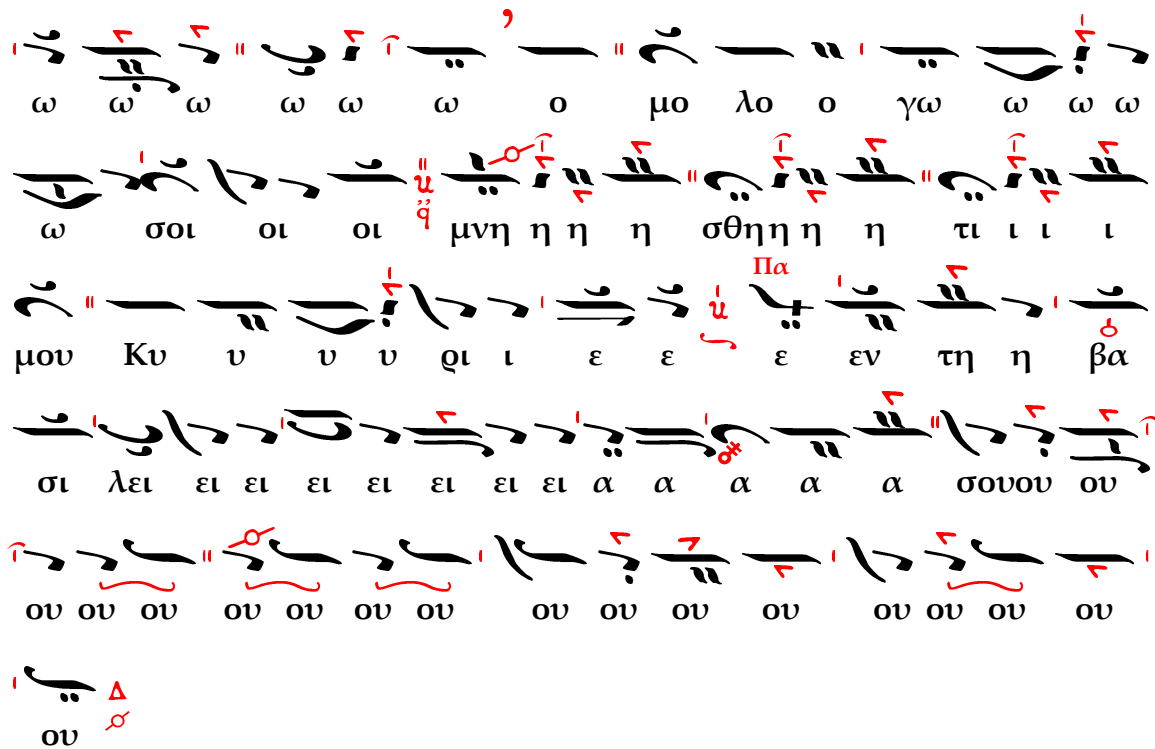 ω ω ω ω ω ω ο μο λο ο γω ω ω ω
ω σοι οι οι μνη η η η σθη η η η τι ι ι ι
Πα
μου Κυ υ υ υ ρι ι ε ε ε εν τη η βα
σι λει ει ει ει ει ει ει ει α α α α α σουου ου
ου ου ου ου ου ου ου ου ου ου ου ου ου ου ου
Δ
ου